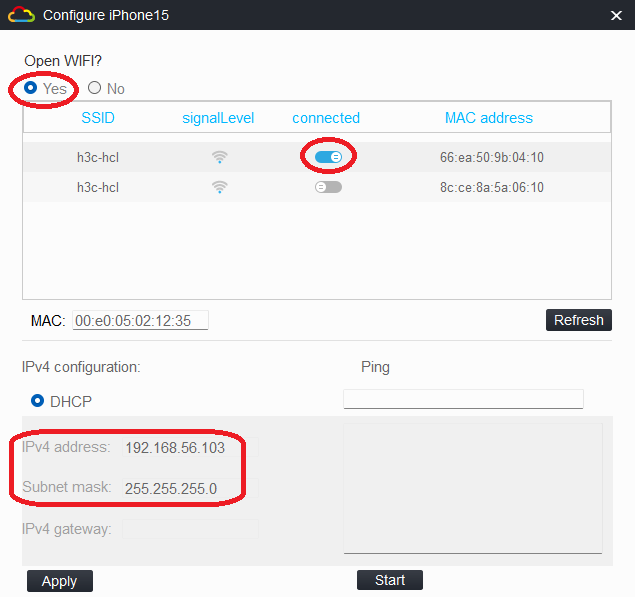 Configure iPhone15
Open WIFI?
Yes No
SSID signalLevel connected MAC address
h3c-hcl 66:ea:50:9b:04:10
h3c-hcl 8c:ce:8a:5a:06:10
MAC: 00:e0:05:02:12:35 Refresh
IPv4 configuration: Ping
DHCP
IPv4 address: 192.168.56.103
Subnet mask: 255.255.255.0
IPv4 gateway:
Apply Start